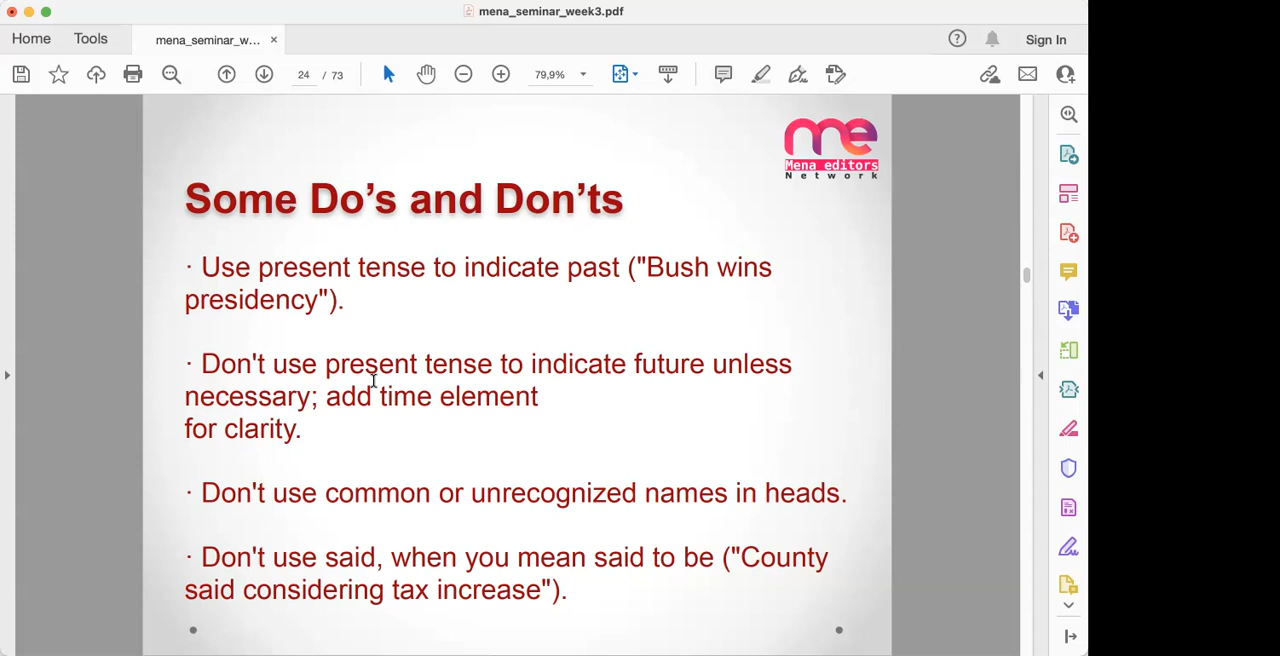 mena_seminar_week3.pdf
Home Tools mena_seminar_w... × Sign In
24 / 73 79,9%
me
Mena editors
Network
Some Do’s and Don’ts
· Use present tense to indicate past ("Bush wins
presidency").
· Don't use present tense to indicate future unless
necessary; add time element
for clarity.
· Don't use common or unrecognized names in heads.
· Don't use said, when you mean said to be ("County
said considering tax increase").